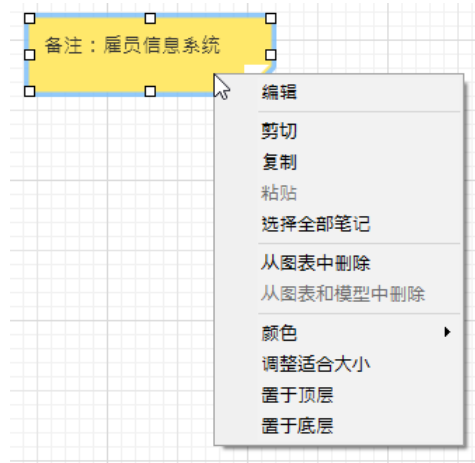 备注：雇员信息系统
编辑
剪切
复制
粘贴
选择全部笔记
从图表中删除
从图表和模型中删除
颜色
调整适合大小
置于顶层
置于底层